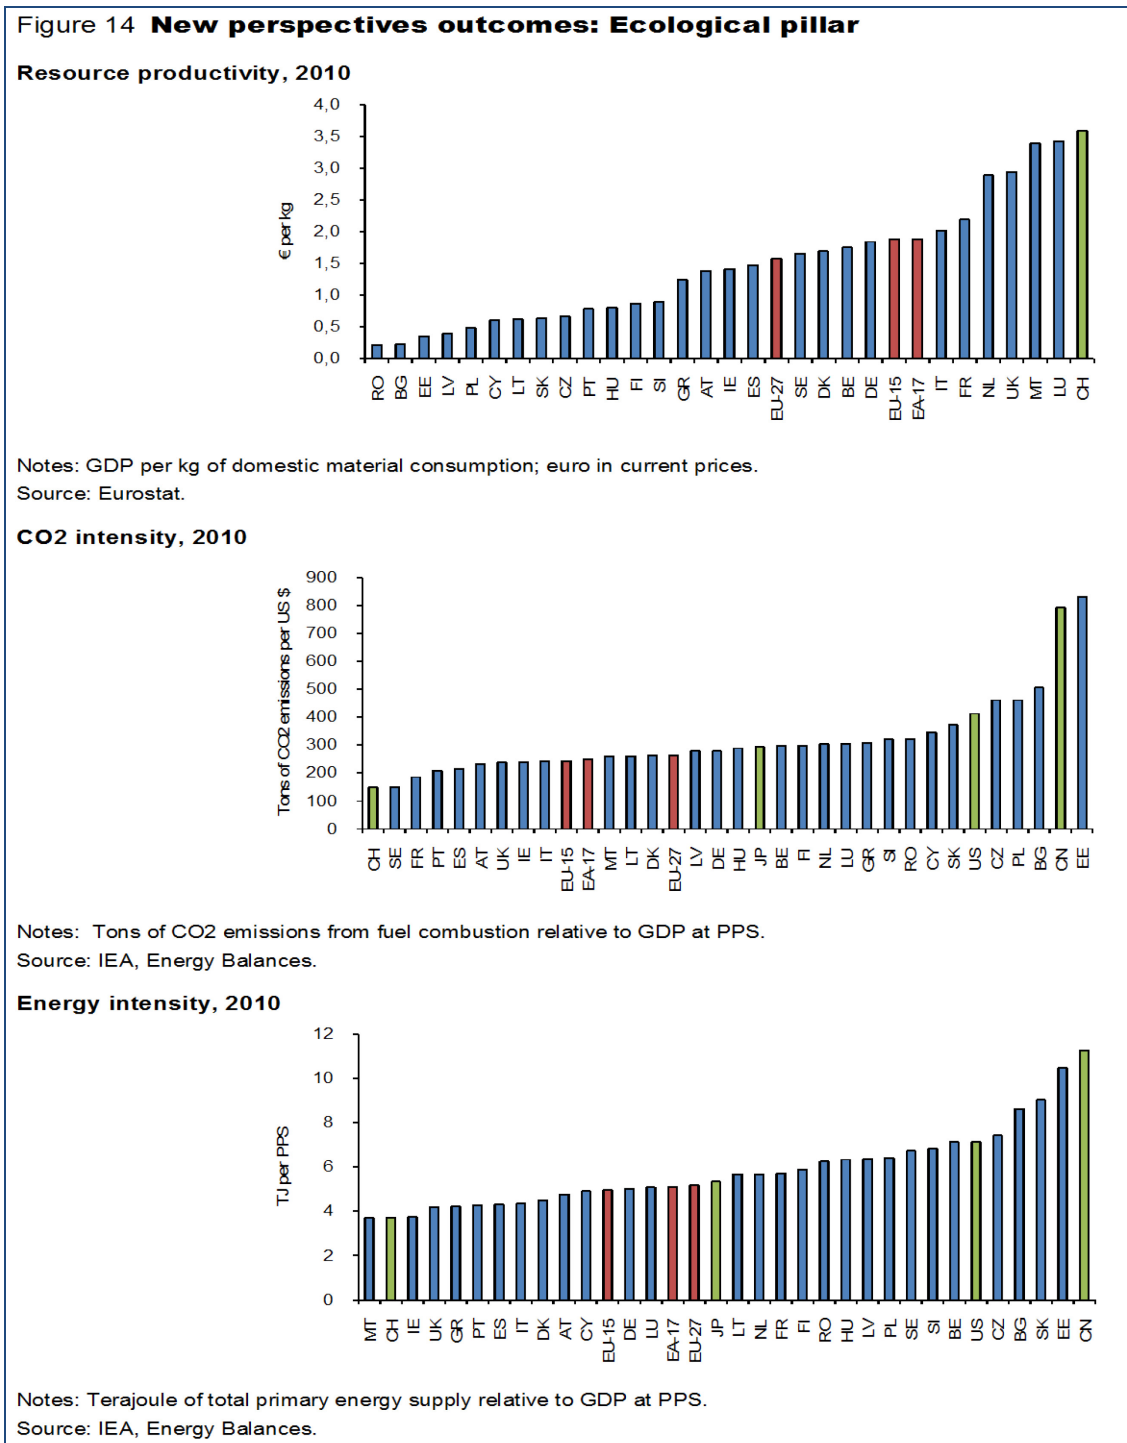 Figure 14 New perspectives outcomes: Ecological pillar
Resource productivity, 2010
€ per kg
4,0
3,5
3,0
2,5
2,0
1,5
1,0
0,5
0,0
RO BG EE LV PL CY LT SK CZ PT HU FI SI GR AT IE ES EU-27 SE DK BE DE EU-15 EA-17 IT FR NL UK MT LU CH
Notes: GDP per kg of domestic material consumption; euro in current prices.
Source: Eurostat.
CO2 intensity, 2010
Tons of CO2 emissions per US $
900
800
700
600
500
400
300
200
100
0
CH SE FR PT ES AT UK IE IT EU-15 EA-17 MT LT DK EU-27 LV DE HU JP BE FI NL LU GR SI RO CY SK US CZ PL BG CN EE
Notes: Tons of CO2 emissions from fuel combustion relative to GDP at PPS.
Source: IEA, Energy Balances.
Energy intensity, 2010
TJ per PPS
12
10
8
6
4
2
0
MT CH IE UK GR PT ES IT DK AT CY EU-15 DE LU EA-17 EU-27 JP LT NL FR FI RO HU LV PL SE SI BE US CZ BG SK EE CN
Notes: Terajoule of total primary energy supply relative to GDP at PPS.
Source: IEA, Energy Balances.